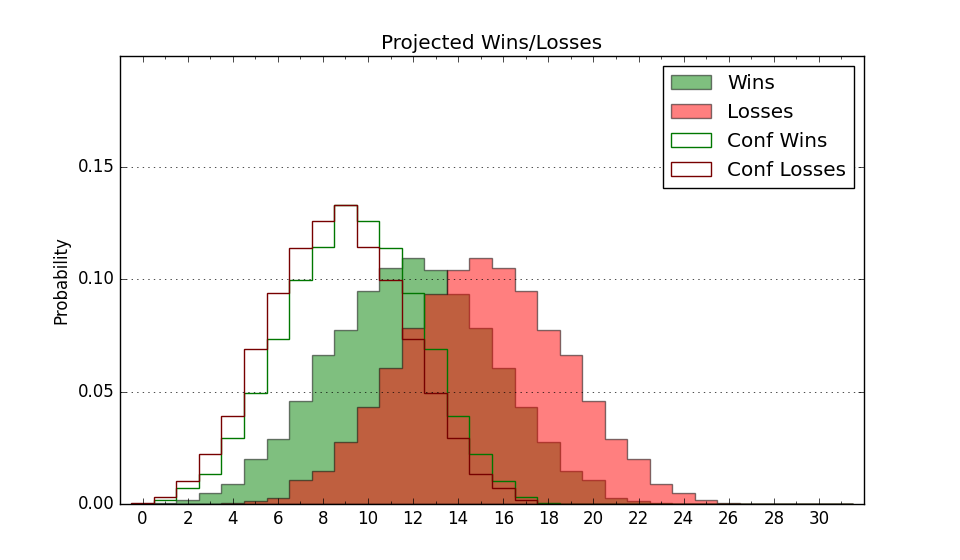 Projected Wins/Losses
Wins
Losses
Conf Wins
Conf Losses
Probability
0.15
0.10
0.05
0.00
0 2 4 6 8 10 12 14 16 18 20 22 24 26 28 30